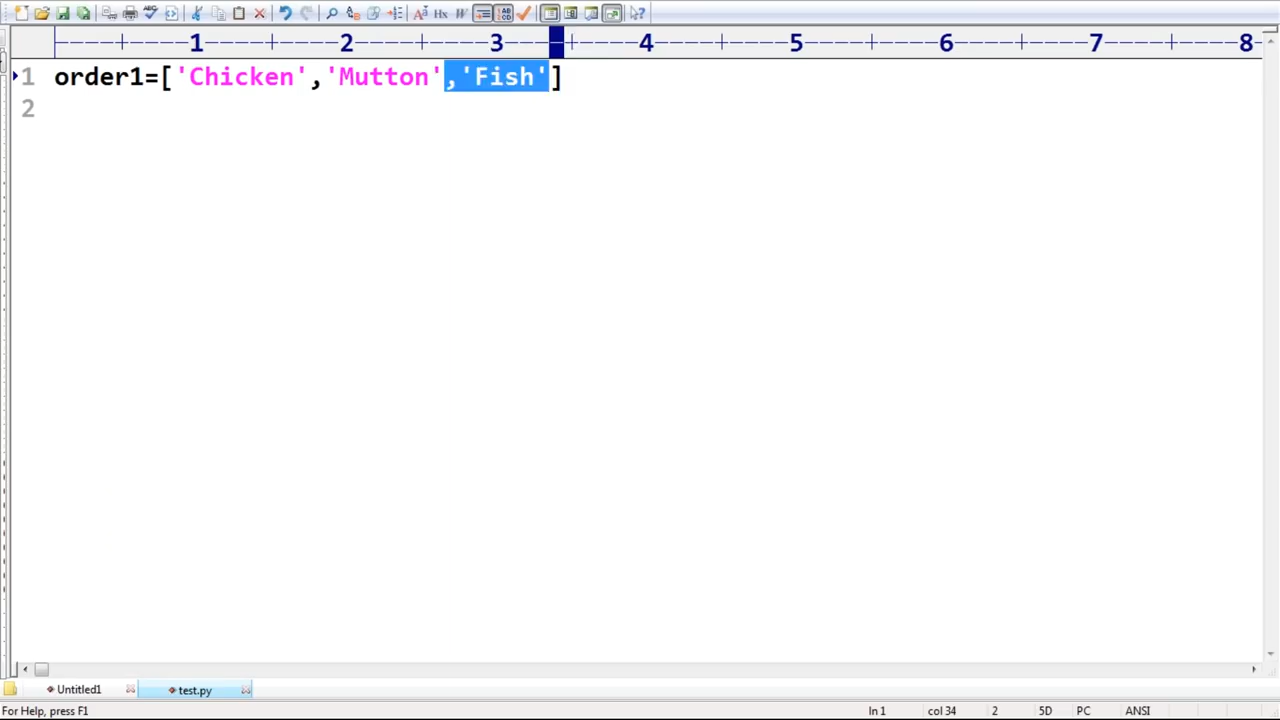 1 2 3 4 5 6 7 8
1 order1=['Chicken','Mutton','Fish']
2
Untitled1 test.py
For Help, press F1 ln 1 col 34 2 5D PC ANSI